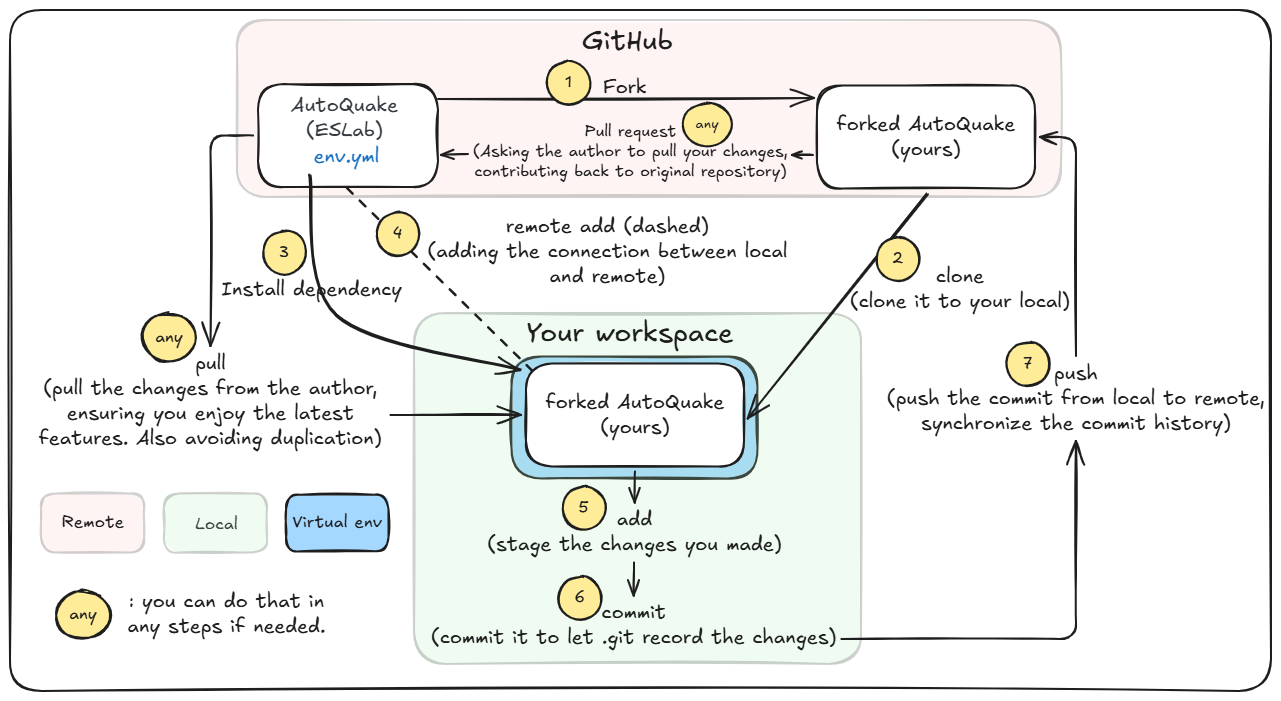 GitHub
1
Fork
AutoQuake
(ESLab)
env.yml
Pull request
any
(Asking the author to pull your changes,
contributing back to original repository)
forked AutoQuake
(yours)
3
Install dependency
4
remote add (dashed)
(adding the connection between local
and remote)
2
clone
(clone it to your local)
any
pull
(pull the changes from the author,
ensuring you enjoy the latest
features. Also avoiding duplication)
Your workspace
forked AutoQuake
(yours)
7
push
(push the commit from local to remote,
synchronize the commit history)
5
add
(stage the changes you made)
6
commit
(commit it to let .git record the changes)
Remote
Local
Virtual env
any
: you can do that in
any steps if needed.